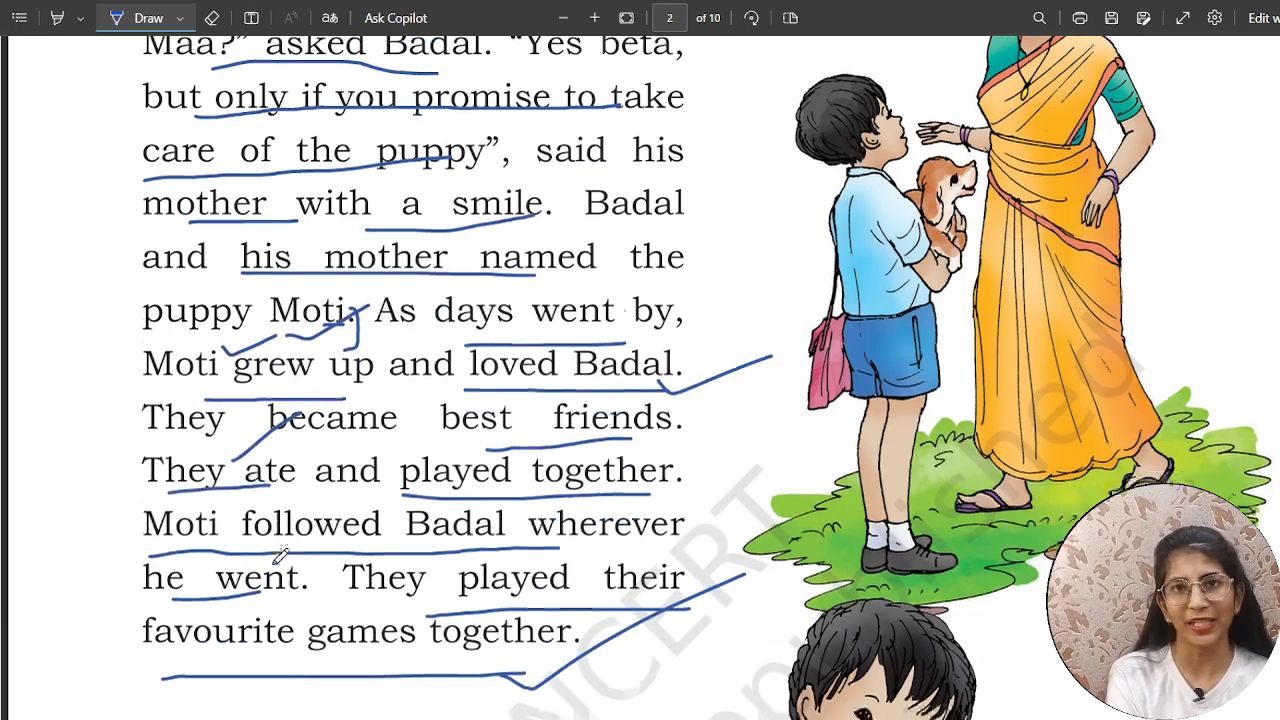 Draw
Ask Copilot
2 of 10
Edit w
Maa?” asked Badal. “Yes beta,
but only if you promise to take
care of the puppy”, said his
mother with a smile. Badal
and his mother named the
puppy Moti. As days went by,
Moti grew up and loved Badal.
They became best friends.
They ate and played together.
Moti followed Badal wherever
he went. They played their
favourite games together.
NCERT